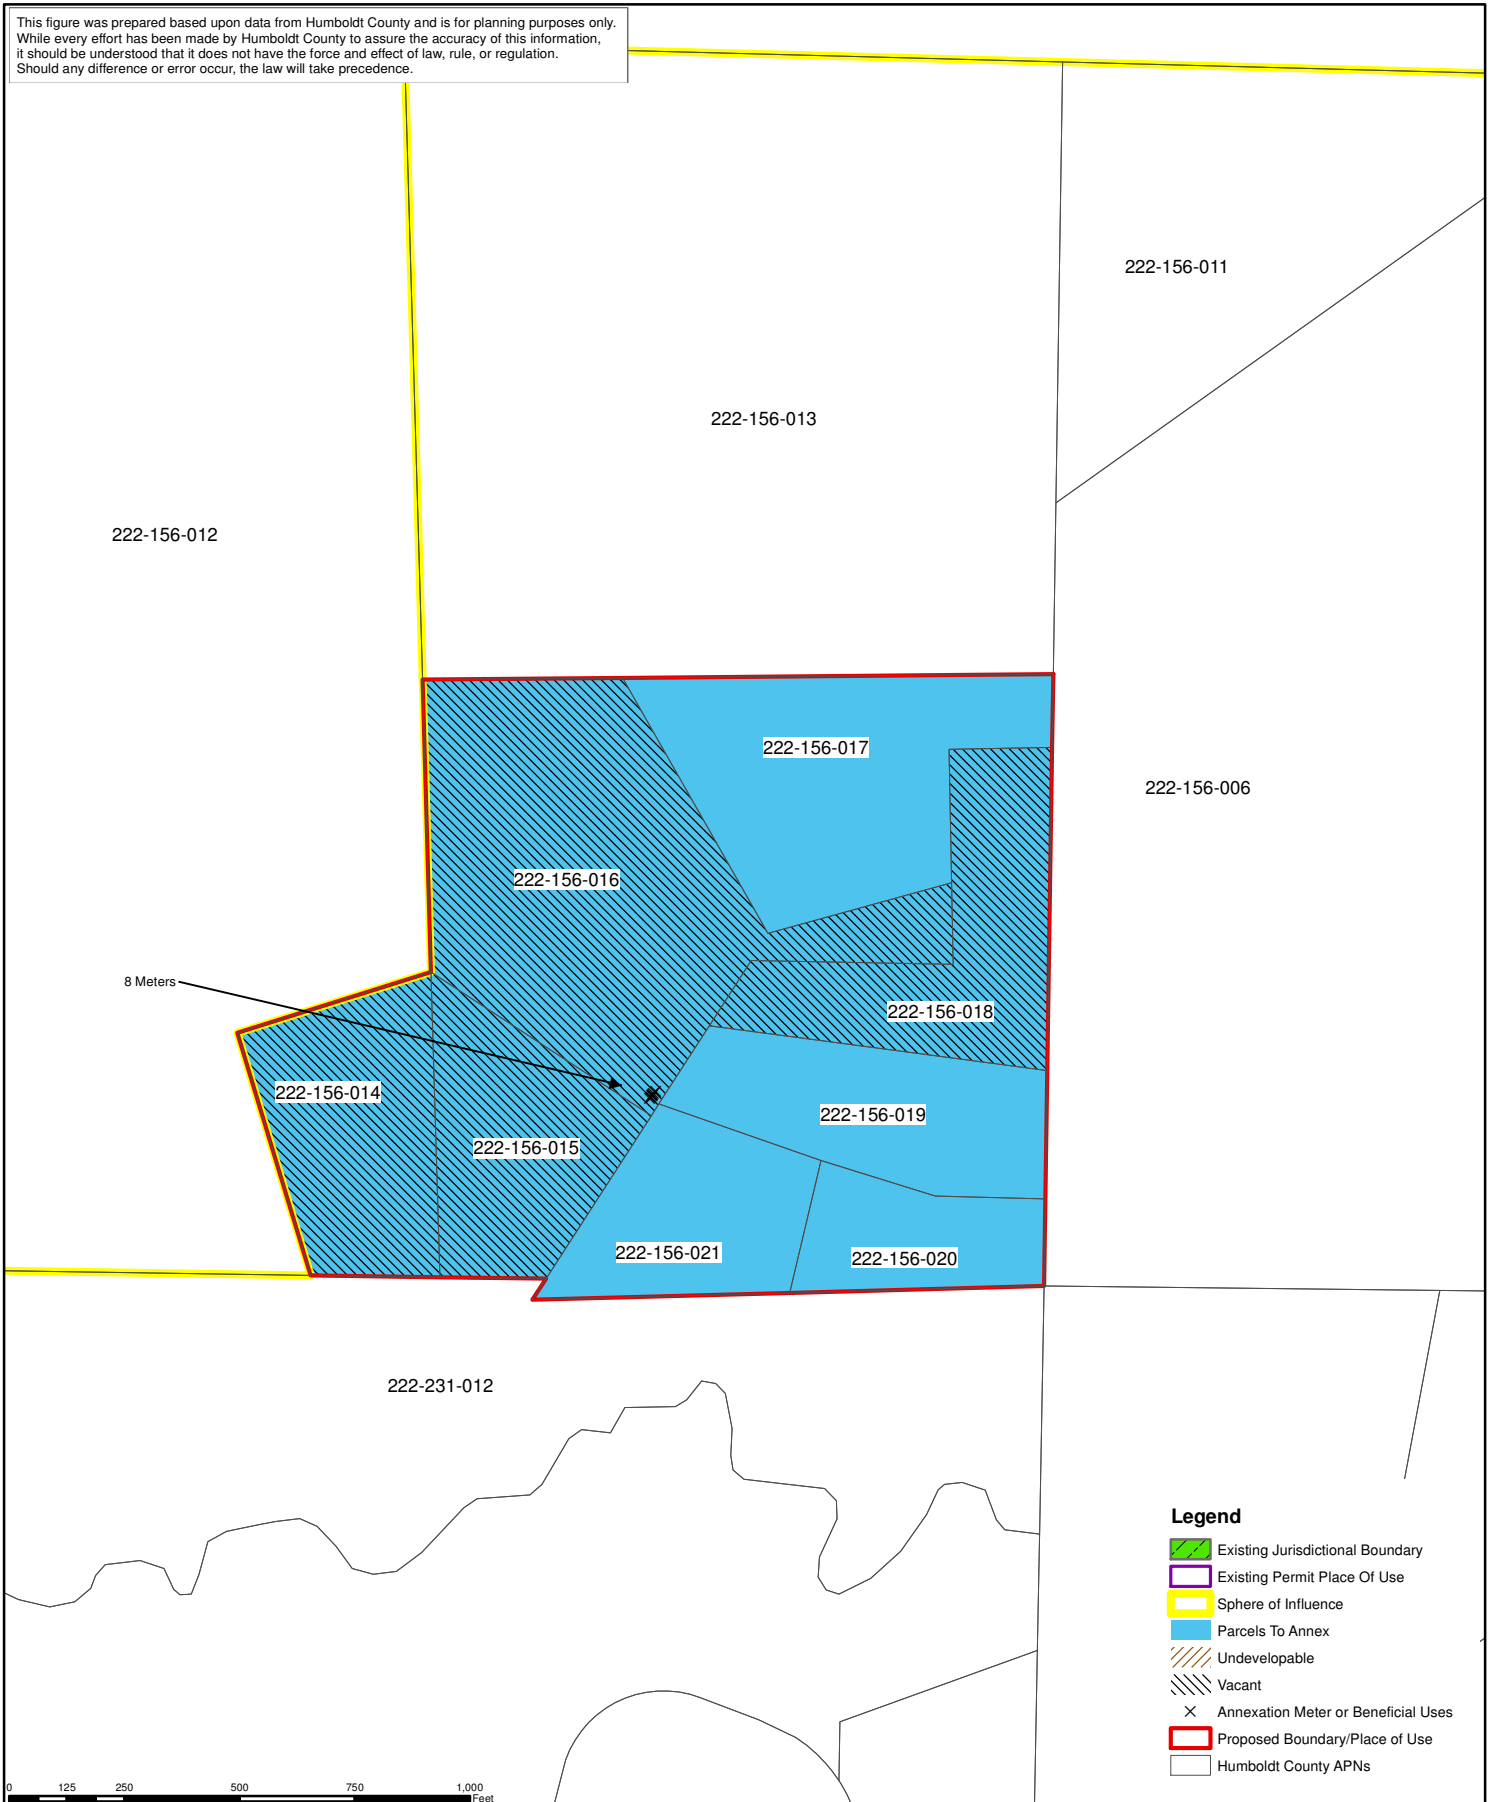 This figure was prepared based upon data from Humboldt County and is for planning purposes only.
While every effort has been made by Humboldt County to assure the accuracy of this information,
it should be understood that it does not have the force and effect of law, rule, or regulation.
Should any difference or error occur, the law will take precedence.
222-156-011
222-156-013
222-156-012
222-156-017
222-156-006
222-156-016
8 Meters
222-156-018
222-156-014
222-156-019
222-156-015
222-156-021
222-156-020
222-231-012
Legend
Existing Jurisdictional Boundary
Existing Permit Place Of Use
Sphere of Influence
Parcels To Annex
Undevelopable
Vacant
Annexation Meter or Beneficial Uses
Proposed Boundary/Place of Use
Humboldt County APNs
0 125 250 500 750 1,000
Feet